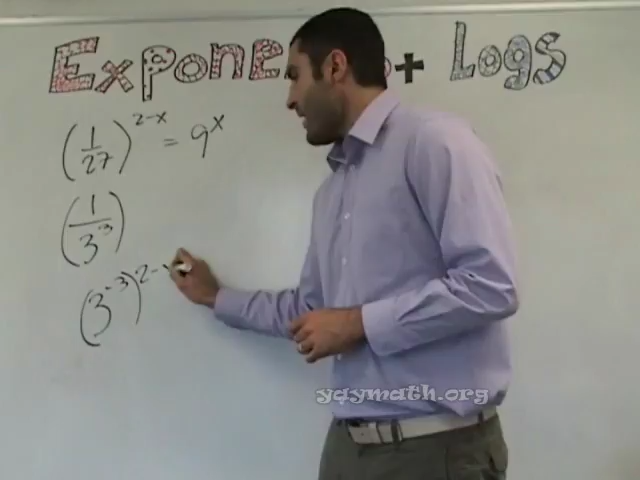 Expone + Logs
(1/27)^(2-x) = 9^x
(1/3^3)
(3^-3)^(2-x
yaymath.org